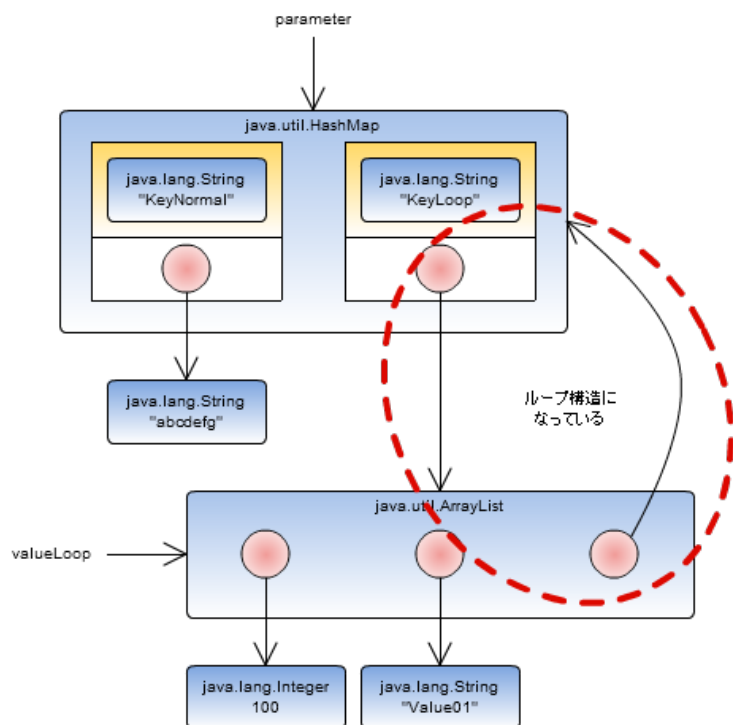 parameter
java.util.HashMap
java.lang.String
"KeyNormal"
java.lang.String
"KeyLoop"
java.lang.String
"abcdefg"
ループ構造に
なっている
java.util.ArrayList
valueLoop
java.lang.Integer
100
java.lang.String
"Value01"